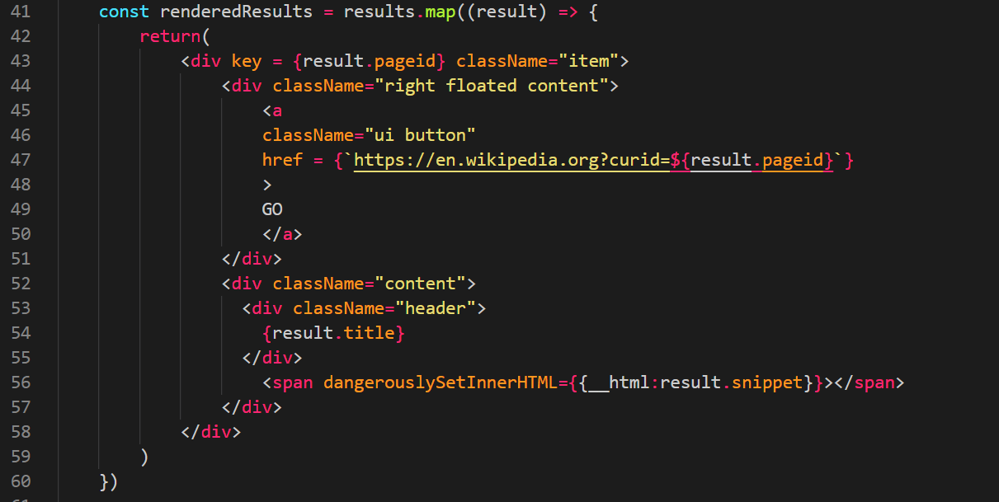 41 const renderedResults = results.map((result) => {
42 return(
43 <div key = {result.pageid} className="item">
44 <div className="right floated content">
45 <a
46 className="ui button"
47 href = {`https://en.wikipedia.org?curid=${result.pageid}`}
48 >
49 GO
50 </a>
51 </div>
52 <div className="content">
53 <div className="header">
54 {result.title}
55 </div>
56 <span dangerouslySetInnerHTML={{__html:result.snippet}}></span>
57 </div>
58 </div>
59 )
60 })